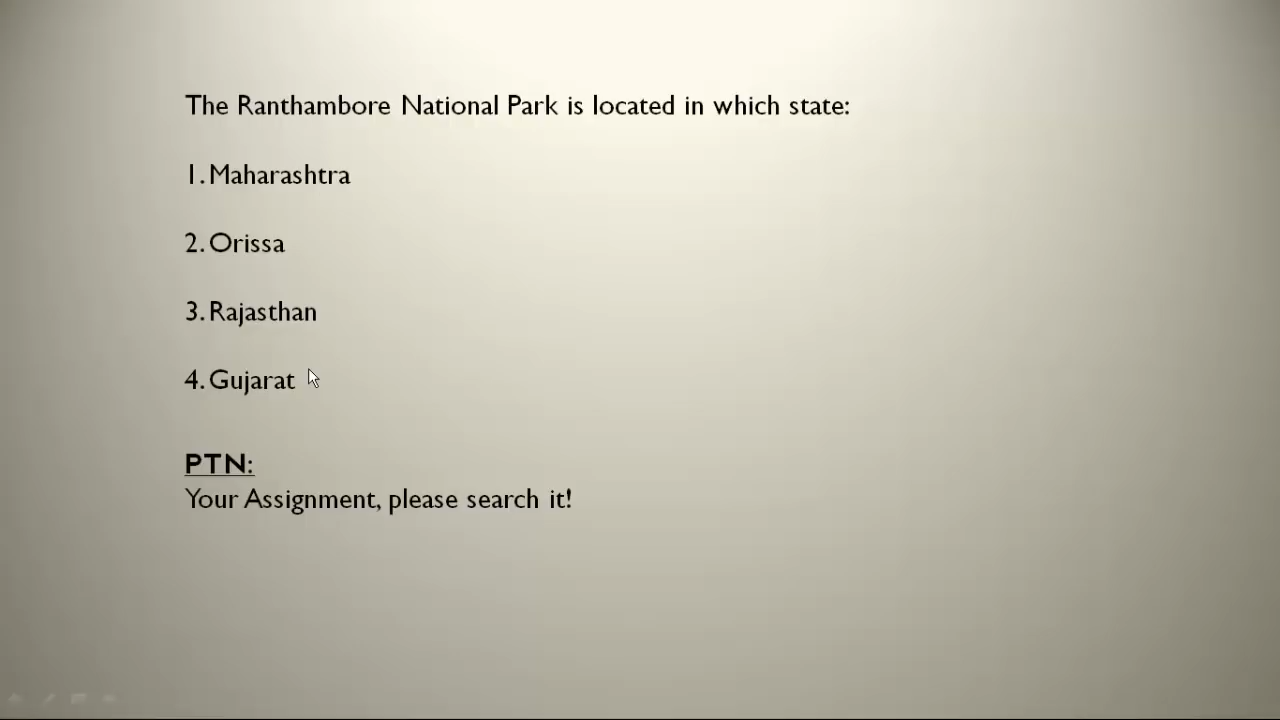 The Ranthambore National Park is located in which state:
1. Maharashtra
2. Orissa
3. Rajasthan
4. Gujarat
PTN:
Your Assignment, please search it!